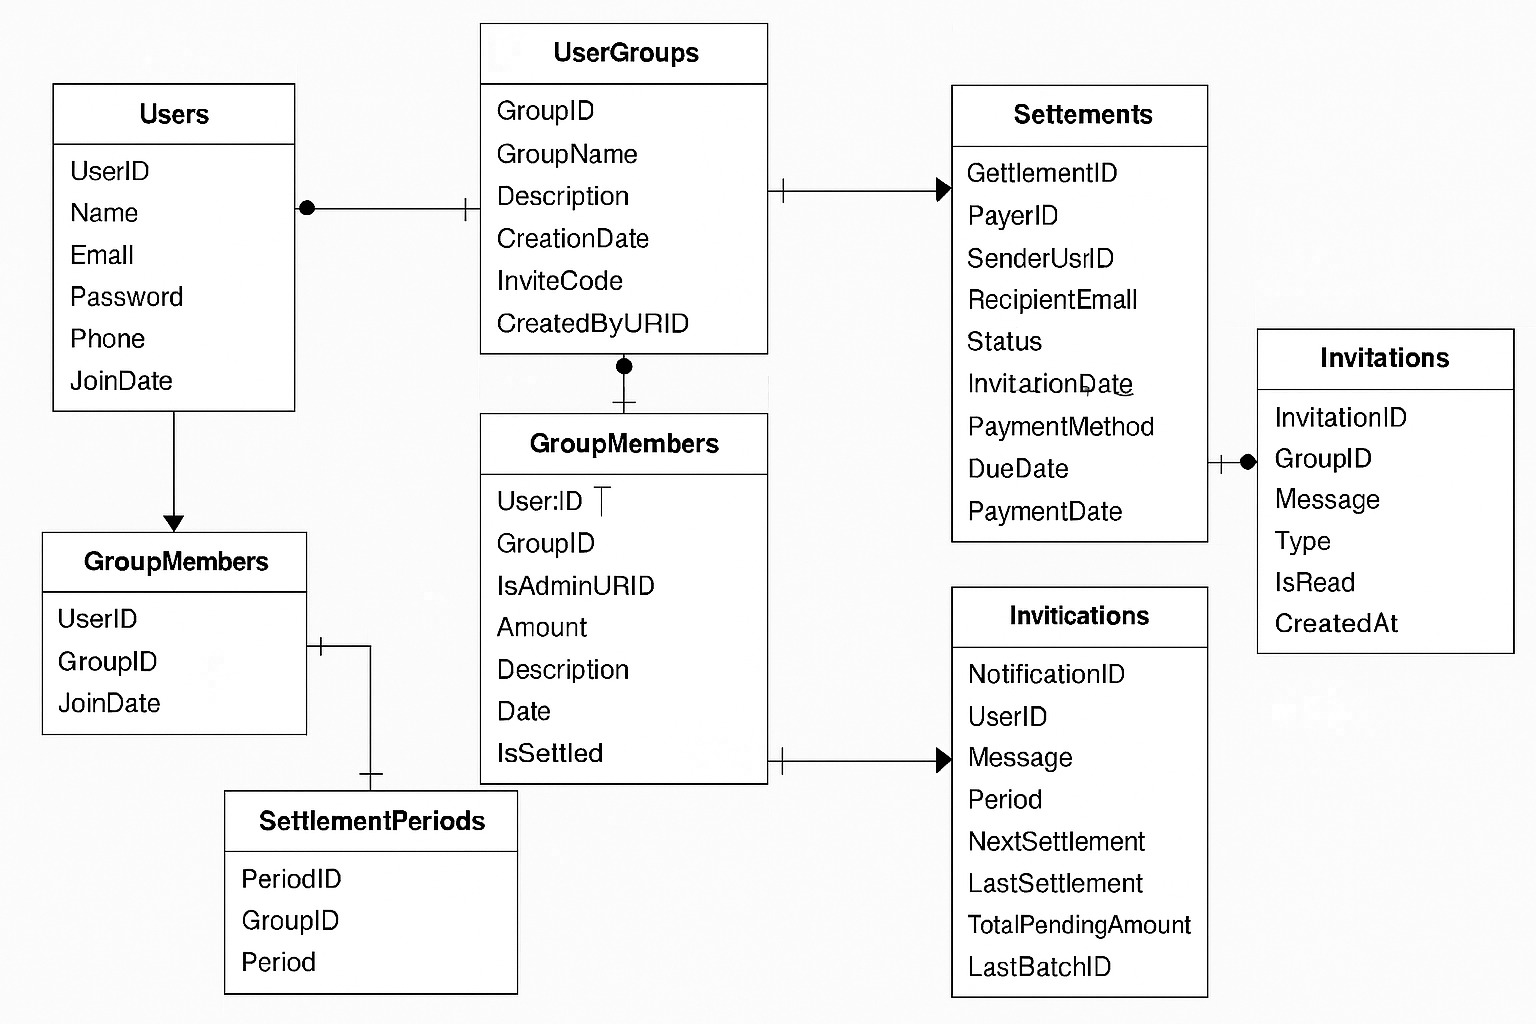 Users
UserID
Name
Emall
Password
Phone
JoinDate
UserGroups
GroupID
GroupName
Description
CreationDate
InviteCode
CreatedByURID
Settements
GettlementID
PayerID
SenderUsrID
RecipientEmall
Status
InvitarionDate
PaymentMethod
DueDate
PaymentDate
Invitations
InvitationID
GroupID
Message
Type
IsRead
CreatedAt
GroupMembers
UserID
GroupID
JoinDate
GroupMembers
User:ID
GroupID
IsAdminURID
Amount
Description
Date
IsSettled
Invitications
NotificationID
UserID
Message
Period
NextSettlement
LastSettlement
TotalPendingAmount
LastBatchID
SettlementPeriods
PeriodID
GroupID
Period